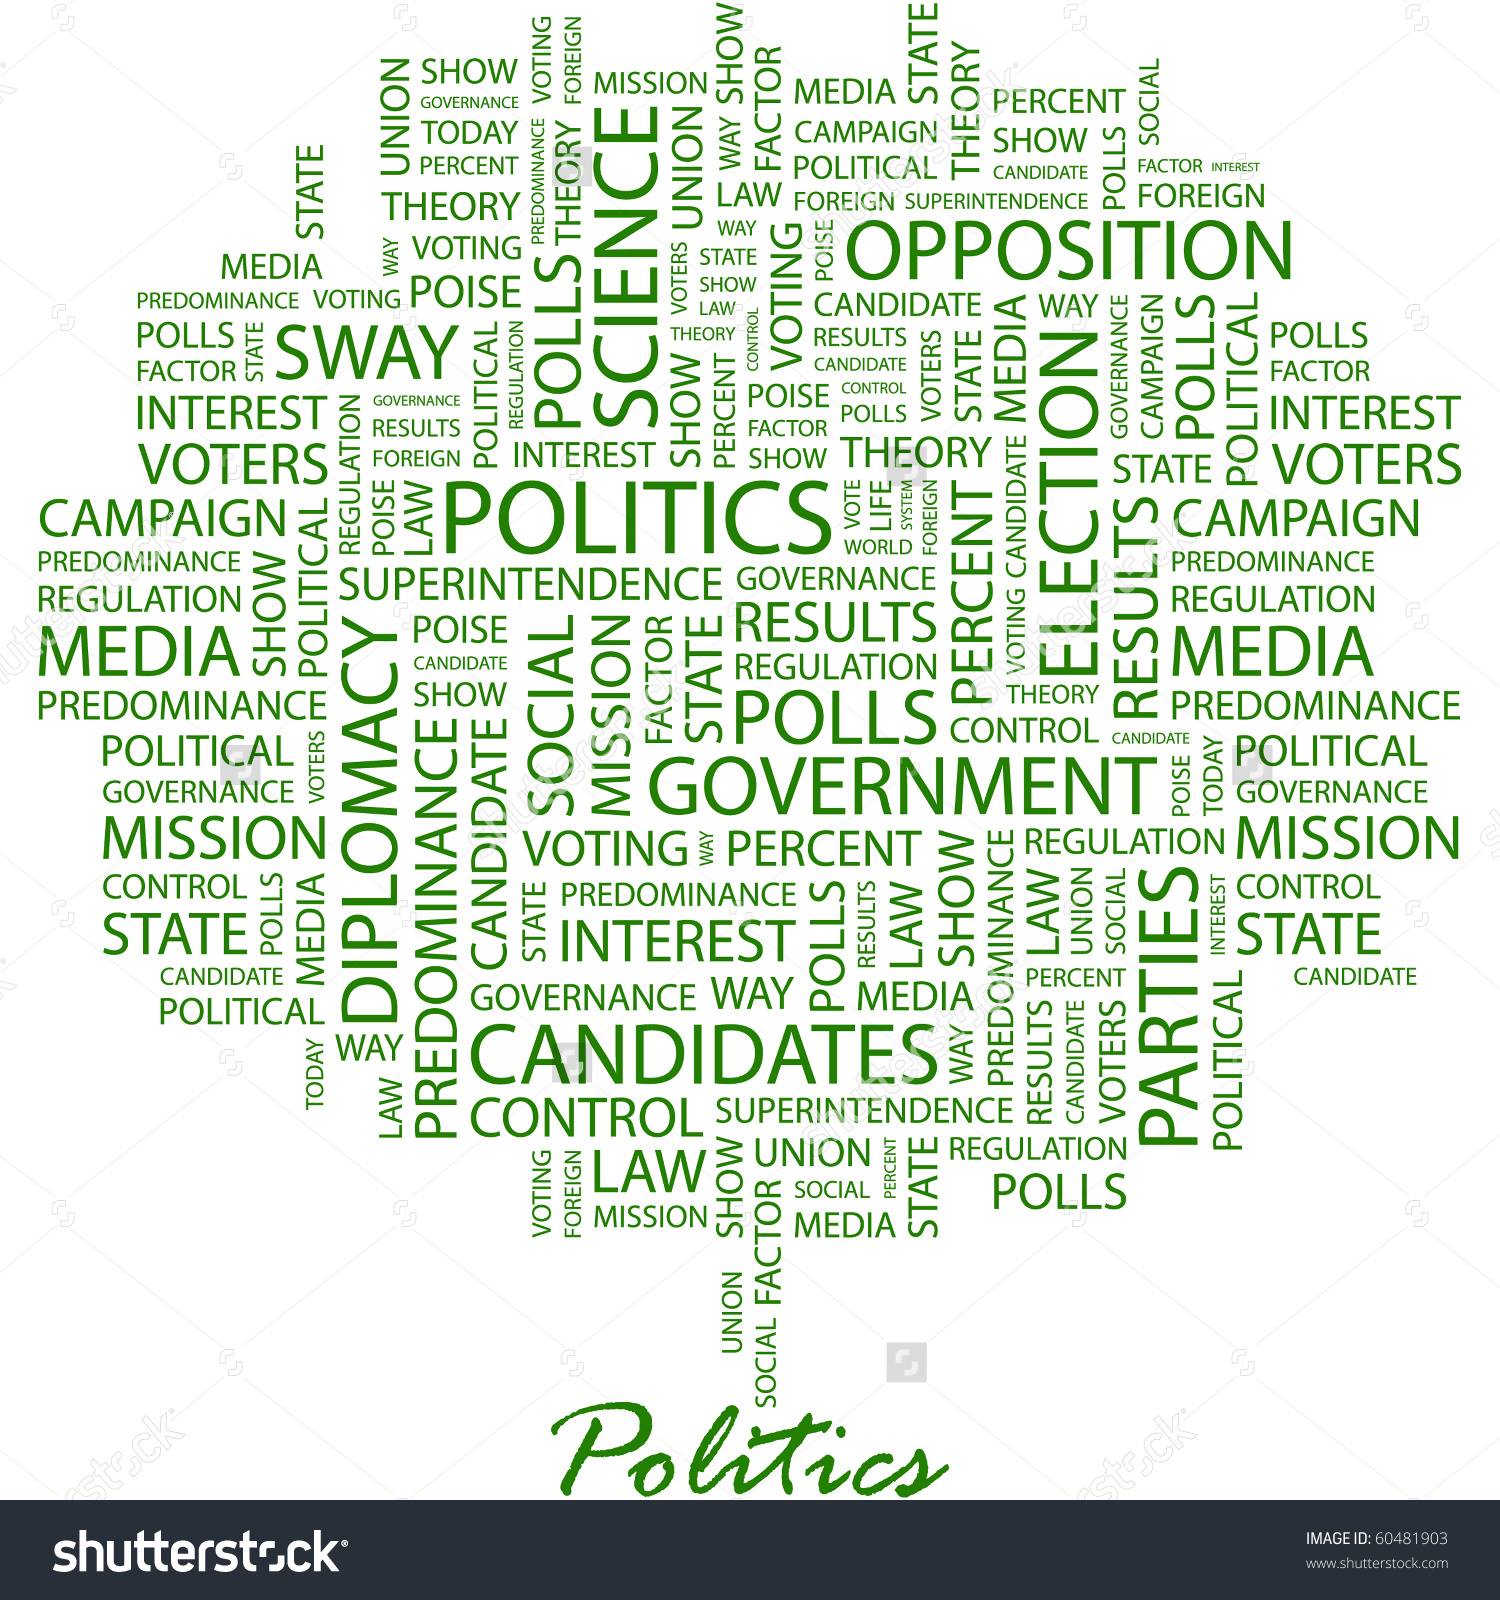 SHOW
GOVERNANCE
TODAY
PERCENT
UNION
THEORY
VOTING
FOREIGN
PREDOMINANCE
THEORY
MISSION
SCIENCE
UNION
SHOW
WAY
FACTOR
LAW
MEDIA
CAMPAIGN
POLITICAL
FOREIGN
STATE
THEORY
SUPERINTENDENCE
PERCENT
SHOW
CANDIDATE
POLLS
SOCIAL
FACTOR
INTEREST
FOREIGN
STATE
MEDIA
WAY
VOTING
PREDOMINANCE
VOTING
POISE
POLLS
FACTOR
STATE
SWAY
INTEREST
VOTERS
REGULATION
GOVERNANCE
RESULTS
FOREIGN
POLITICAL
REGULATION
POLLS
INTEREST
VOTERS
WAY
STATE
SHOW
LAW
THEORY
CONTROL
VOTING
POISE
OPPOSITION
CANDIDATE
RESULTS
CANDIDATE
SHOW
PERCENT
POISE
FACTOR
SHOW
CONTROL
POLLS
VOTERS
STATE
MEDIA
THEORY
WAY
ELECTION
GOVERNANCE
CAMPAIGN
POLLS
POLITICAL
STATE
POLLS
FACTOR
INTEREST
VOTERS
CAMPAIGN
PREDOMINANCE
REGULATION
MEDIA
PREDOMINANCE
SHOW
POLITICAL
POISE
LAW
POLITICS
VOTE
LIFE
SYSTEM
FOREIGN
WORLD
PERCENT
CANDIDATE
VOTING
SUPERINTENDENCE
GOVERNANCE
RESULTS
CAMPAIGN
PREDOMINANCE
REGULATION
MEDIA
PREDOMINANCE
DIPLOMACY
POISE
CANDIDATE
SHOW
SOCIAL
MISSION
FACTOR
STATE
RESULTS
REGULATION
POLLS
THEORY
CONTROL
CANDIDATE
POLITICAL
GOVERNANCE
VOTERS
MISSION
CONTROL
STATE
POLLS
MEDIA
CANDIDATE
POLITICAL
PREDOMINANCE
CANDIDATE
GOVERNMENT
POISE
TODAY
POLITICAL
GOVERNANCE
MISSION
VOTING
WAY
PERCENT
SHOW
PREDOMINANCE
REGULATION
STATE
PREDOMINANCE
INTEREST
POLLS
RESULTS
LAW
LAW
UNION
SOCIAL
PARTIES
INTEREST
CONTROL
STATE
CANDIDATE
GOVERNANCE
WAY
MEDIA
PERCENT
TODAY
WAY
LAW
CANDIDATES
WAY
RESULTS
CANDIDATE
VOTERS
POLITICAL
CONTROL
SUPERINTENDENCE
VOTING
FOREIGN
LAW
MISSION
SHOW
UNION
FACTOR
SOCIAL
PERCENT
MEDIA
STATE
REGULATION
POLLS
UNION
SOCIAL
Politics
shutterstock
IMAGE ID: 60481903
www.shutterstock.com